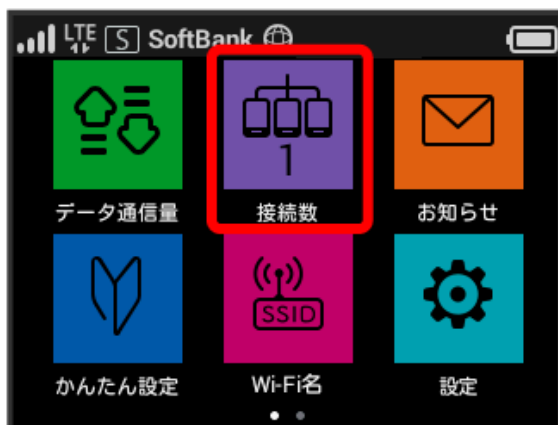 LTE S SoftBank
1
データ通信量 接続数 お知らせ
SSID
かんたん設定 Wi-Fi名 設定